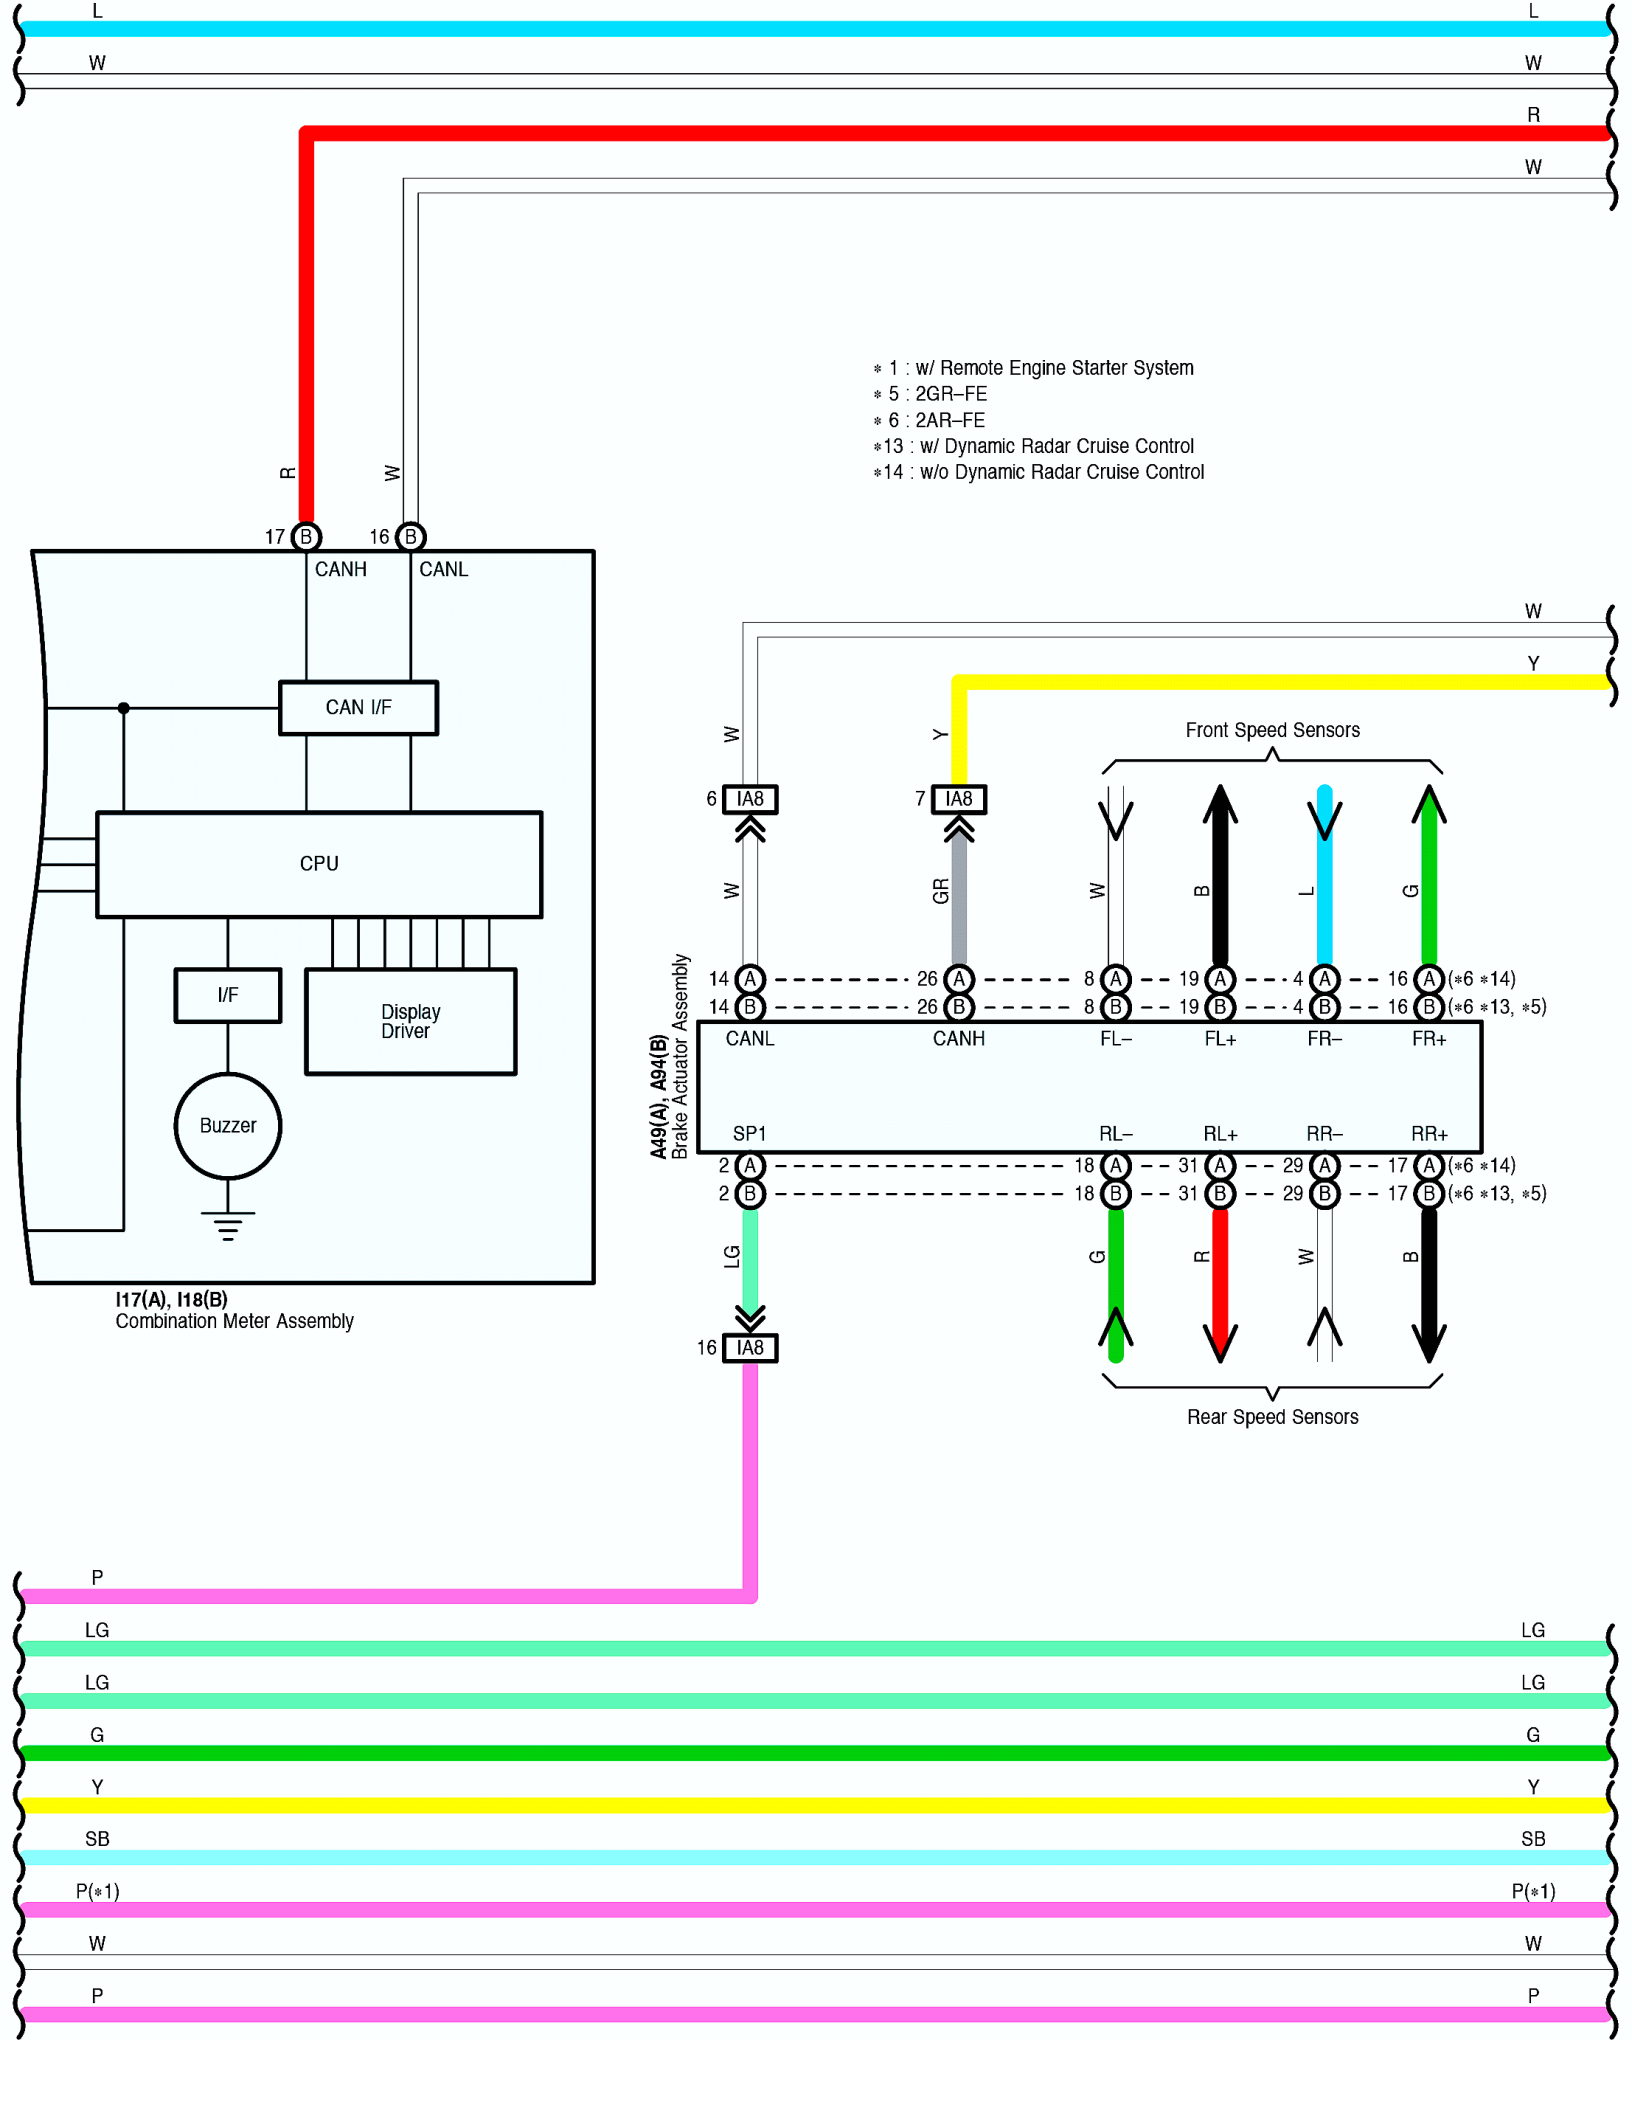 L L
W W
R
W
∗ 1 : w/ Remote Engine Starter System
∗ 5 : 2GR–FE
∗ 6 : 2AR–FE
∗13 : w/ Dynamic Radar Cruise Control
∗14 : w/o Dynamic Radar Cruise Control
R W
17 B 16 B
CANH CANL
CAN I/F
CPU
I/F
Display
Driver
Buzzer
I17(A), I18(B)
Combination Meter Assembly
W
Y
W Y
Front Speed Sensors
6 IA8 7 IA8
W GR W B L G
14 A 26 A 8 A 19 A 4 A 16 A (∗6 ∗14)
14 B 26 B 8 B 19 B 4 B 16 B (∗6 ∗13, ∗5)
CANL CANH FL– FL+ FR– FR+
A49(A), A94(B)
Brake Actuator Assembly
SP1 RL– RL+ RR– RR+
2 A 18 A 31 A 29 A 17 A (∗6 ∗14)
2 B 18 B 31 B 29 B 17 B (∗6 ∗13, ∗5)
LG G R W B
16 IA8
Rear Speed Sensors
P
LG LG
LG LG
G G
Y Y
SB SB
P(∗1) P(∗1)
W W
P P